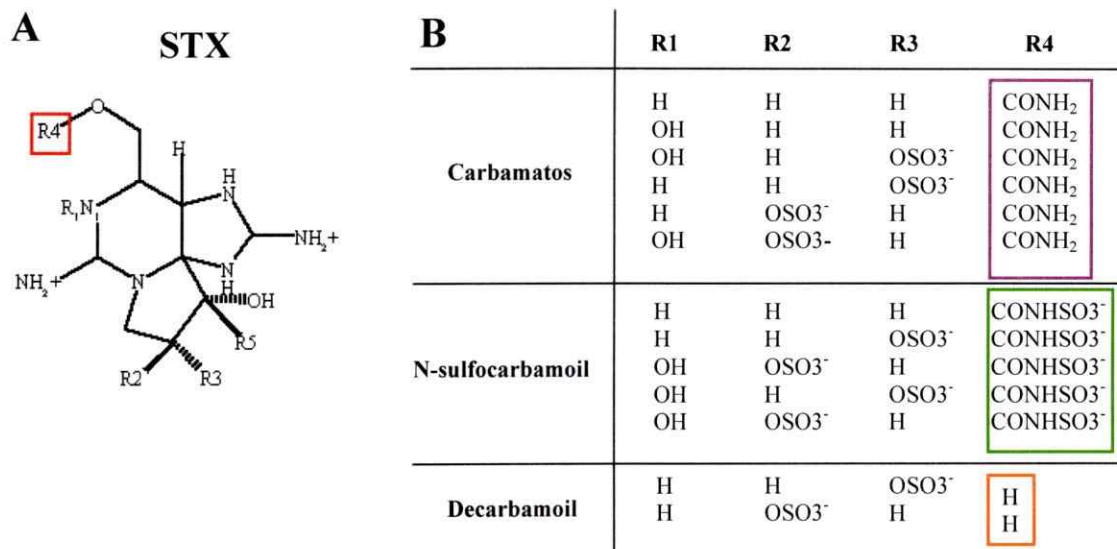 A
STX
R4
O
H
H
N
R₁N
NH₂+
N
H
N
NH₂+
OH
R5
R2
R3
B
R1 R2 R3 R4
Carbamatos
H H H CONH₂
OH H H CONH₂
OH H OSO3⁻ CONH₂
H H OSO3⁻ CONH₂
H OSO3⁻ H CONH₂
OH OSO3- H CONH₂
N-sulfocarbamoil
H H H CONHSO3⁻
H H OSO3⁻ CONHSO3⁻
OH OSO3⁻ H CONHSO3⁻
OH H OSO3⁻ CONHSO3⁻
OH OSO3⁻ H CONHSO3⁻
Decarbamoil
H H OSO3⁻ H
H OSO3⁻ H H